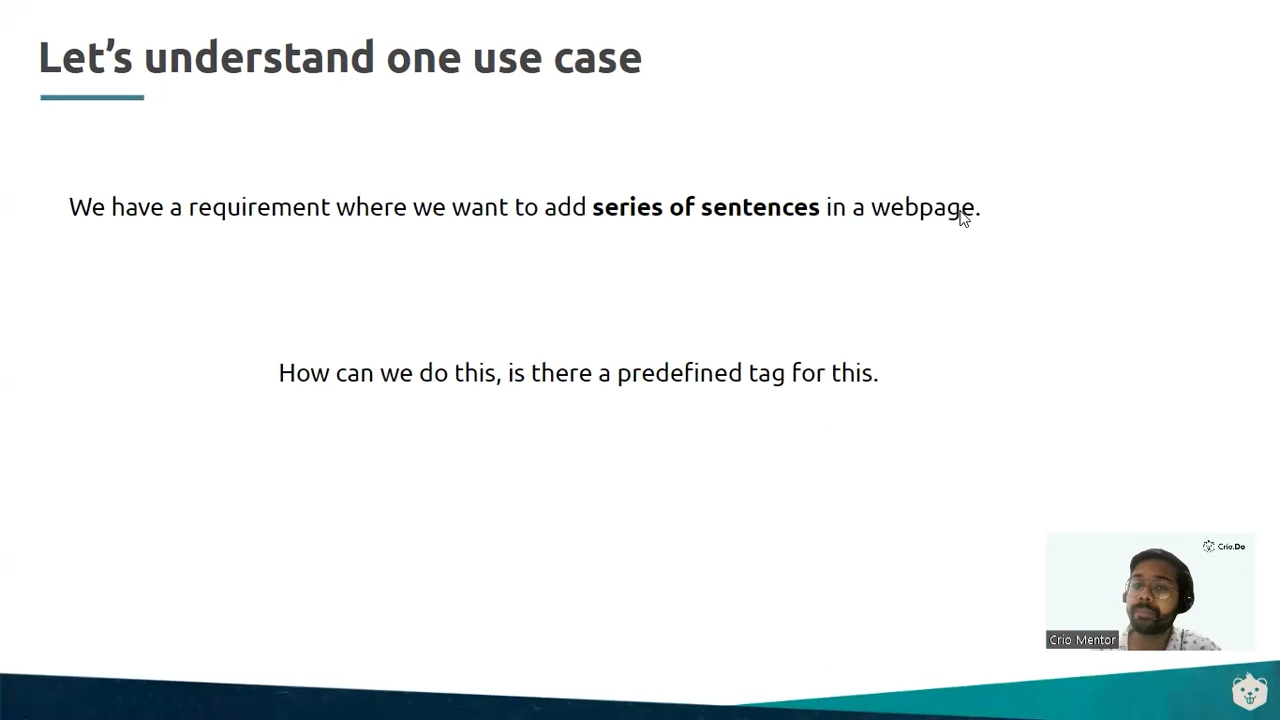 Let's understand one use case
We have a requirement where we want to add series of sentences in a webpage.
How can we do this, is there a predefined tag for this.
Crio.Do
Crio Mentor